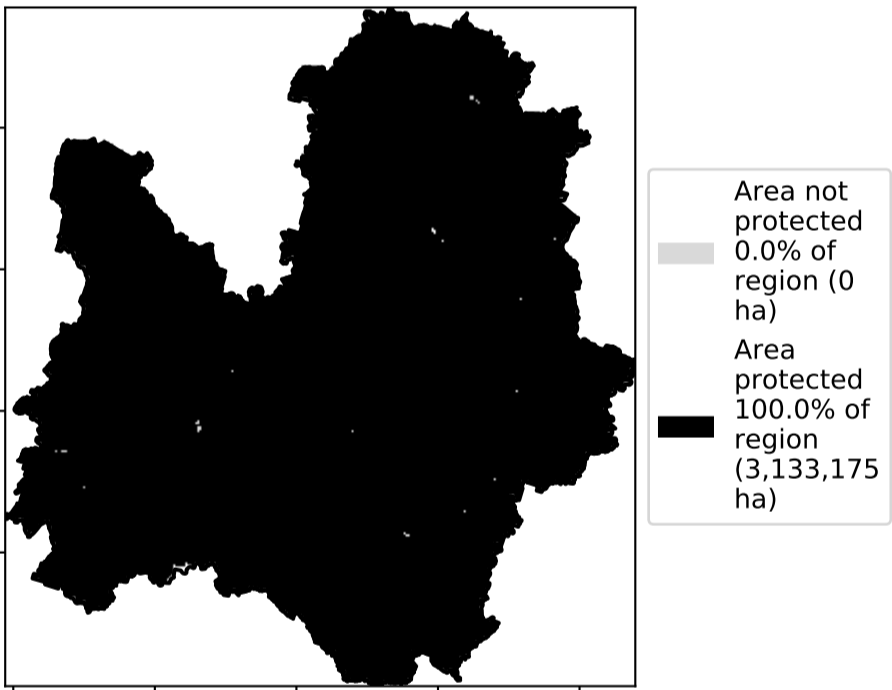 Area not
protected
0.0% of
region (0
ha)
Area
protected
100.0% of
region
(3,133,175
ha)